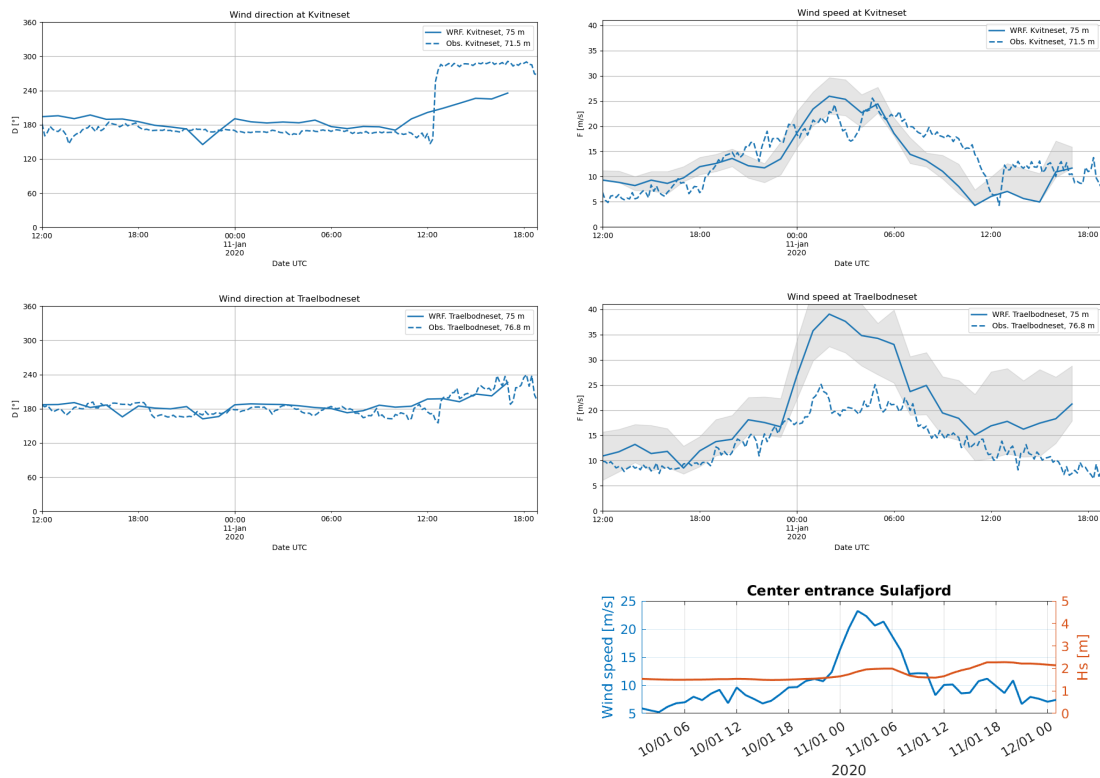 Wind direction at Kvitneset
360
300
240
180
120
60
0
D [°]
WRF. Kvitneset, 75 m
Obs. Kvitneset, 71.5 m
12:00
18:00
00:00
11-Jan
2020
06:00
12:00
18:00
Date UTC
Wind speed at Kvitneset
40
35
30
25
20
15
10
5
0
F [m/s]
WRF. Kvitneset, 75 m
Obs. Kvitneset, 71.5 m
12:00
18:00
00:00
11-Jan
2020
06:00
12:00
18:00
Date UTC
Wind direction at Traelbodneset
360
300
240
180
120
60
0
D [°]
WRF. Traelbodneset, 75 m
Obs. Traelbodneset, 76.8 m
12:00
18:00
00:00
11-Jan
2020
06:00
12:00
18:00
Date UTC
Wind speed at Traelbodneset
40
35
30
25
20
15
10
5
0
F [m/s]
WRF. Traelbodneset, 75 m
Obs. Traelbodneset, 76.8 m
12:00
18:00
00:00
11-Jan
2020
06:00
12:00
18:00
Date UTC
Center entrance Sulafjord
25
20
15
10
5
Wind speed [m/s]
5
4
3
2
1
0
Hs [m]
10/01 06
10/01 12
10/01 18
11/01 00
11/01 06
11/01 12
11/01 18
12/01 00
2020